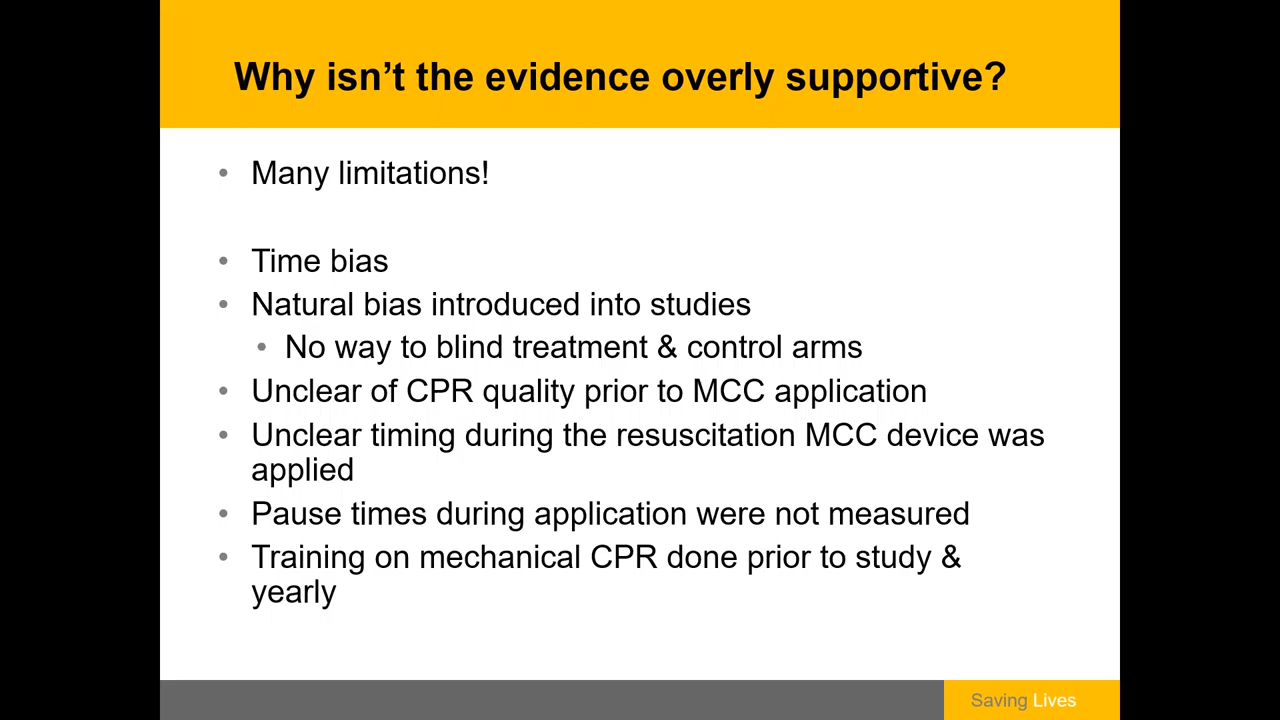 Why isn’t the evidence overly supportive?
• Many limitations!
• Time bias
• Natural bias introduced into studies
• No way to blind treatment & control arms
• Unclear of CPR quality prior to MCC application
• Unclear timing during the resuscitation MCC device was
applied
• Pause times during application were not measured
• Training on mechanical CPR done prior to study &
yearly
Saving Lives